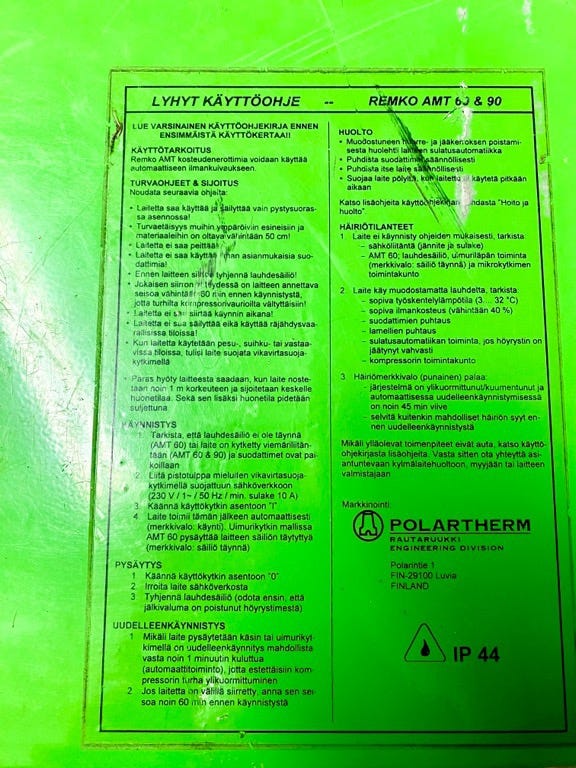 LYHYT KÄYTTÖOHJE -- REMKO AMT 60 & 90
LUE VARSINAINEN KÄYTTÖOHJEKIRJA ENNEN
ENSIMMÄISTÄ KÄYTTÖKERTAA!!
KÄYTTÖTARKOITUS
Remko AMT kosteudenerottimia voidaan käyttää
automaattiseen ilmankuivaukseen.
TURVAOHJEET & SIJOITUS
Noudata seuraavia ohjeita:
• Laitetta saa käyttää ja säilyttää vain pystysuoras-
sa asennossa!
• Turvaetäisyys muihin ympäröiviin esineisiin ja
materiaaleihin on oltava vähintään 50 cm!
• Laitetta ei saa peittää
• Laitetta ei saa käyttää ilman asianmukaisia suo-
dattimia!
• Ennen laitteen siirtoa tyhjennä lauhdesäiliö!
• Jokaisen siirron yhteydessä on laitteen annettava
seisoa vähintään 60 min ennen käynnistystä,
jotta turhilta kompressorivaurioilta vältyttäisiin!
• Laitetta ei saa siirtää käynnin aikana!
• Laitetta ei saa säilyttää eikä käyttää räjähdysvaa-
rallisissa tiloissa!
• Kun laitetta käytetään pesu-, suihku- tai vastaa-
vissa tiloissa, tulisi laite suojata vikavirtasuoja-
kytkimellä
• Paras hyöty laitteesta saadaan, kun laite noste-
taan noin 1 m korkeuteen ja sijoitetaan keskelle
huonetilaa. Sekä sen lisäksi huonetila pidetään
suljettuna
KÄYNNISTYS
1. Tarkista, että lauhdesäiliö ei ole täynnä
(AMT 60) tai laite on kytketty viemäriliitän-
tään (AMT 60 & 90) ja suodattimet ovat pai-
koillaan
2. Liitä pistotulppa mieluiten vikavirtasuoja-
kytkimellä suojattuun sähköverkkoon
(230 V / 1~ / 50 Hz / min. sulake 10 A)
3. Käännä käyttökytkin asentoon "I"
4. Laite toimii tämän jälkeen automaattisesti
(merkkivalo: käynti). Uimurikytkin mallissa
AMT 60 pysäyttää laitteen säiliön täytyttyä
(merkkivalo: säiliö täynnä)
PYSÄYTYS
1. Käännä käyttökytkin asentoon "0"
2. Irroita laite sähköverkosta
3. Tyhjennä lauhdesäiliö (odota ensin, että
jälkivaluma on poistunut höyrystimestä)
UUDELLEENKÄYNNISTYS
1. Mikäli laite pysäytetään käsin tai uimurikyt-
kimellä on uudelleenkäynnitys mahdollista
vasta noin 1 minuutin kuluttua
(automaattitoiminto), jotta estettäisiin kom-
pressorin turha ylikuormittuminen
2. Jos laitetta on välillä siirretty, anna sen sei-
soa noin 60 min ennen käynnistystä
HUOLTO
• Muodostuneen huurre- ja jääkerroksen poistami-
sesta huolehtii laitteen sulatusautomatiikka
• Puhdista suodattimet säännöllisesti
• Puhdista itse laite säännöllisesti
• Suojaa laite pölyltä, kun laitetta ei käytetä pitkään
aikaan
Katso lisäohjeita käyttöohjekirjan kohdasta "Hoito ja
huolto"
HÄIRIÖTILANTEET
1. Laite ei käynnisty ohjeiden mukaisesti, tarkista
– sähköliitäntä (jännite ja sulake)
– AMT 60; lauhdesäiliö, uimuriläpän toiminta
(merkkivalo: säiliö täynnä) ja mikrokytkimen
toimintakunto
2. Laite käy muodostamatta lauhdetta, tarkista:
– sopiva työskentelylämpötila (3.... 32 °C)
– sopiva ilmankosteus (vähintään 40 %)
– suodattimien puhtaus
– lamellien puhtaus
– sulatusautomatiikan toiminta, jos höyrystin on
jäätynyt vahvasti
– kompressorin toimintakunto
3. Häiriömerkkivalo (punainen) palaa:
– järjestelmä on ylikuormittunut/kuumentunut ja
automaattisessa uudelleenkäynnistymisessä
on noin 45 min viive
– selvitä kuitenkin mahdolliset häiriön syyt en-
nen uudelleenkäynnistystä
Mikäli ylläolevat toimenpiteet eivät auta, katso käyttö-
ohjekirjasta lisäohjeita. Vasta sitten ota yhteyttä asi-
antuntevaan kylmälaitehuoltoon, myyjään tai laitteen
valmistajaan
Markkinointi:
POLARTHERM
RAUTARUUKKI
ENGINEERING DIVISION
Polarintie 1
FIN-29100 Luvia
FINLAND
IP 44